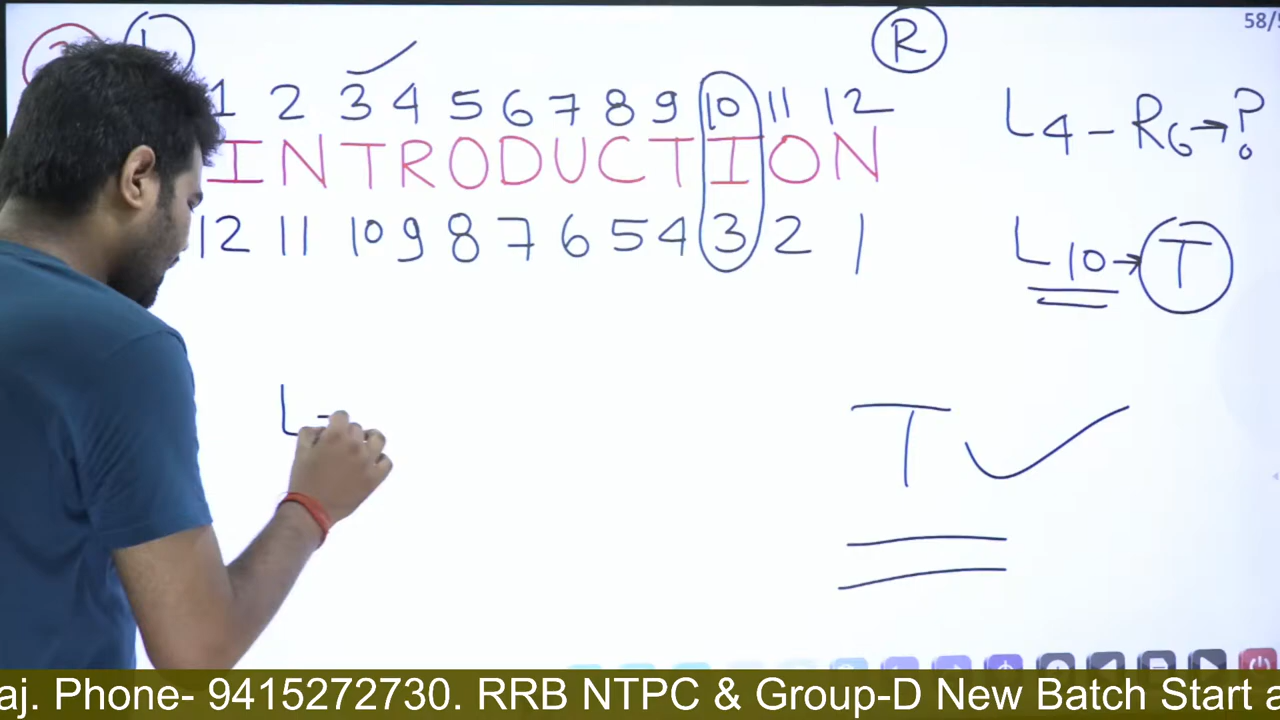 58/
R
1 2 3 4 5 6 7 8 9 10 11 12
INTRODUCTION
12 11 10 9 8 7 6 5 4 3 2 1
L4 - R6 → ?
L10 → T
L
T
aj. Phone- 9415272730. RRB NTPC & Group-D New Batch Start a